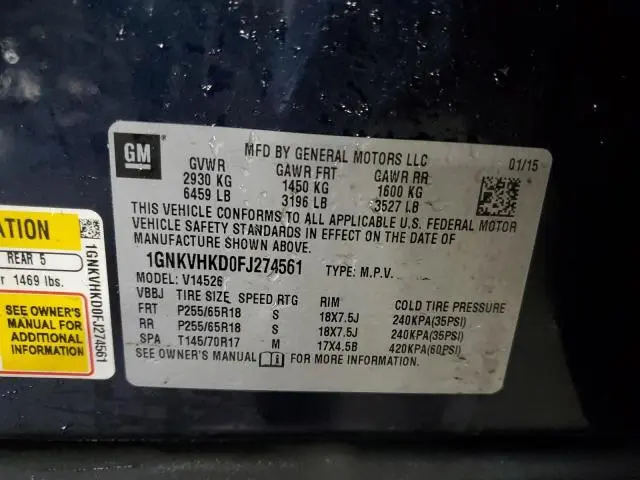 GM
MFD BY GENERAL MOTORS LLC 01/15
GVWR GAWR FRT GAWR RR
2930 KG 1450 KG 1600 KG
6459 LB 3196 LB 3527 LB
THIS VEHICLE CONFORMS TO ALL APPLICABLE U.S. FEDERAL MOTOR
VEHICLE SAFETY STANDARDS IN EFFECT ON THE DATE OF
MANUFACTURE SHOWN ABOVE.
1GNKVHKD0FJ274561 TYPE: M.P.V.
MODEL: V14526
VBBJ TIRE SIZE SPEED RTG RIM COLD TIRE PRESSURE
FRT P255/65R18 S 18X7.5J 240KPA(35PSI)
RR P255/65R18 S 18X7.5J 240KPA(35PSI)
SPA T145/70R17 M 17X4.5B 420KPA(60PSI)
SEE OWNER'S MANUAL FOR MORE INFORMATION.
REAR 5
1469 lbs.
SEE OWNER'S
MANUAL FOR
ADDITIONAL
INFORMATION
1GNKVHKD0FJ274561